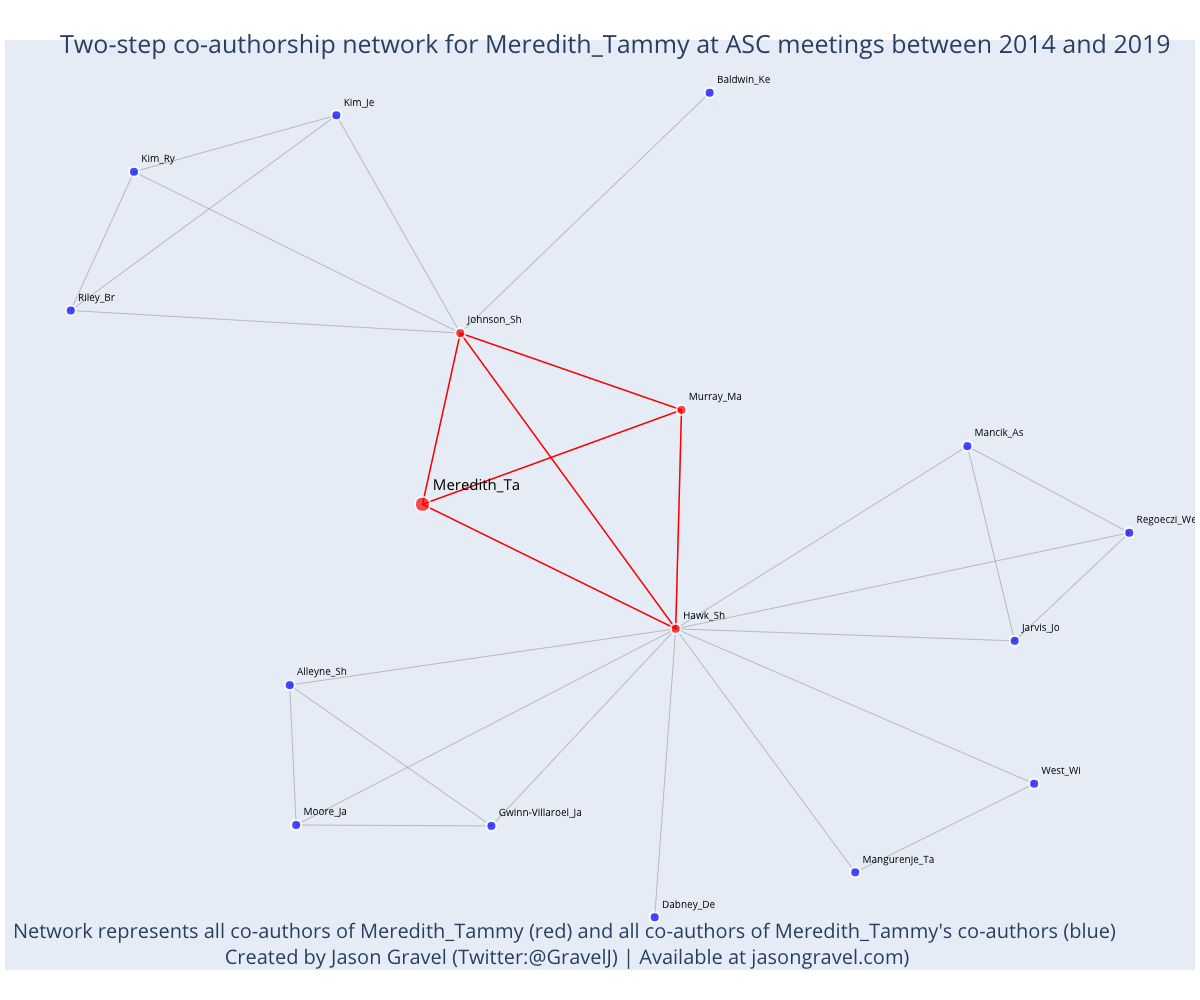 Two-step co-authorship network for Meredith_Tammy at ASC meetings between 2014 and 2019
Baldwin_Ke
Kim_Je
Kim_Ry
Riley_Br
Johnson_Sh
Murray_Ma
Mancik_As
Meredith_Ta
Regoeczi_We
Hawk_Sh
Jarvis_Jo
Alleyne_Sh
West_Wi
Moore_Ja
Gwinn-Villaroel_Ja
Mangurenje_Ta
Dabney_De
Network represents all co-authors of Meredith_Tammy (red) and all co-authors of Meredith_Tammy's co-authors (blue)
Created by Jason Gravel (Twitter:@GravelJ) | Available at jasongravel.com)